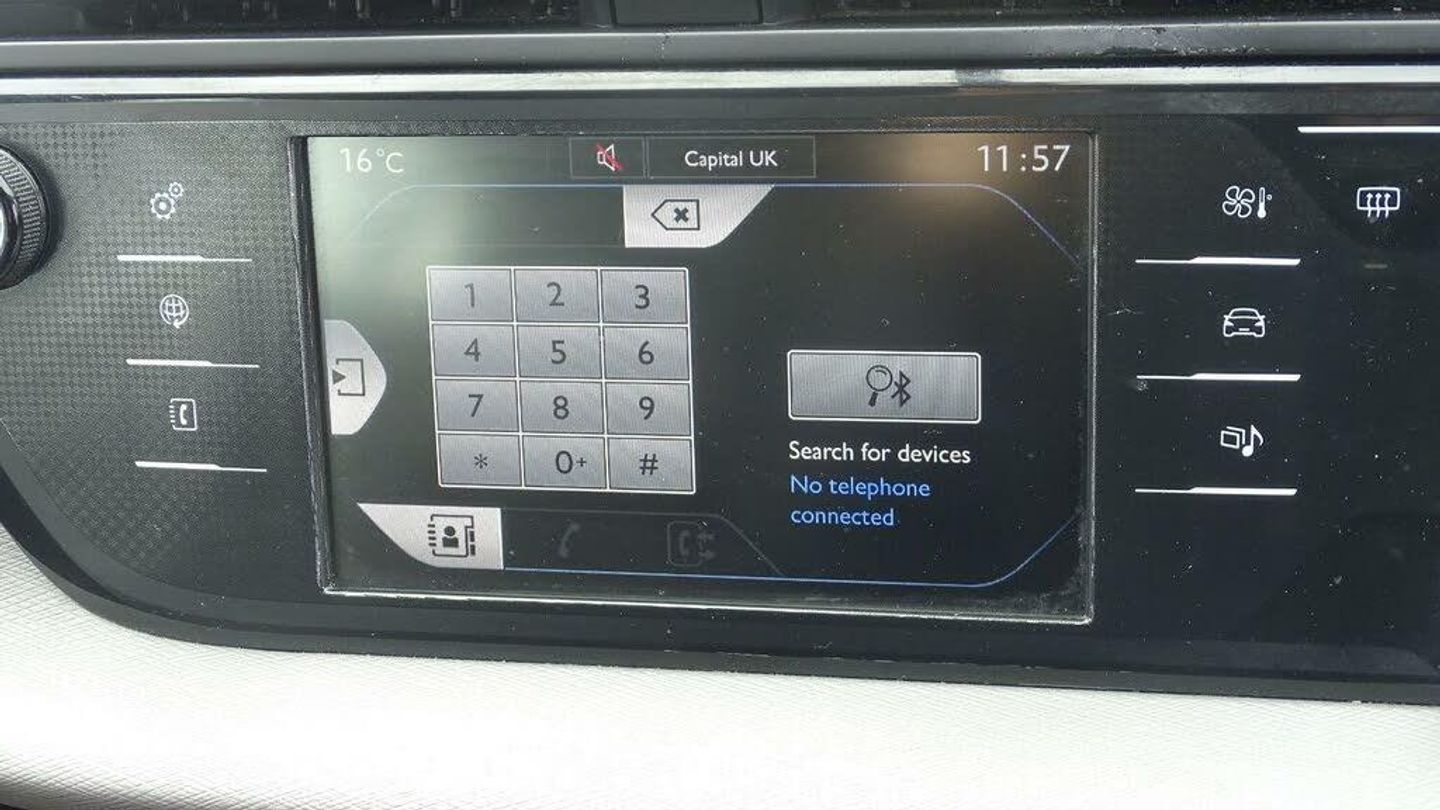 16°C
Capital UK
11:57
1 2 3
4 5 6
7 8 9
* 0+ #
Search for devices
No telephone
connected